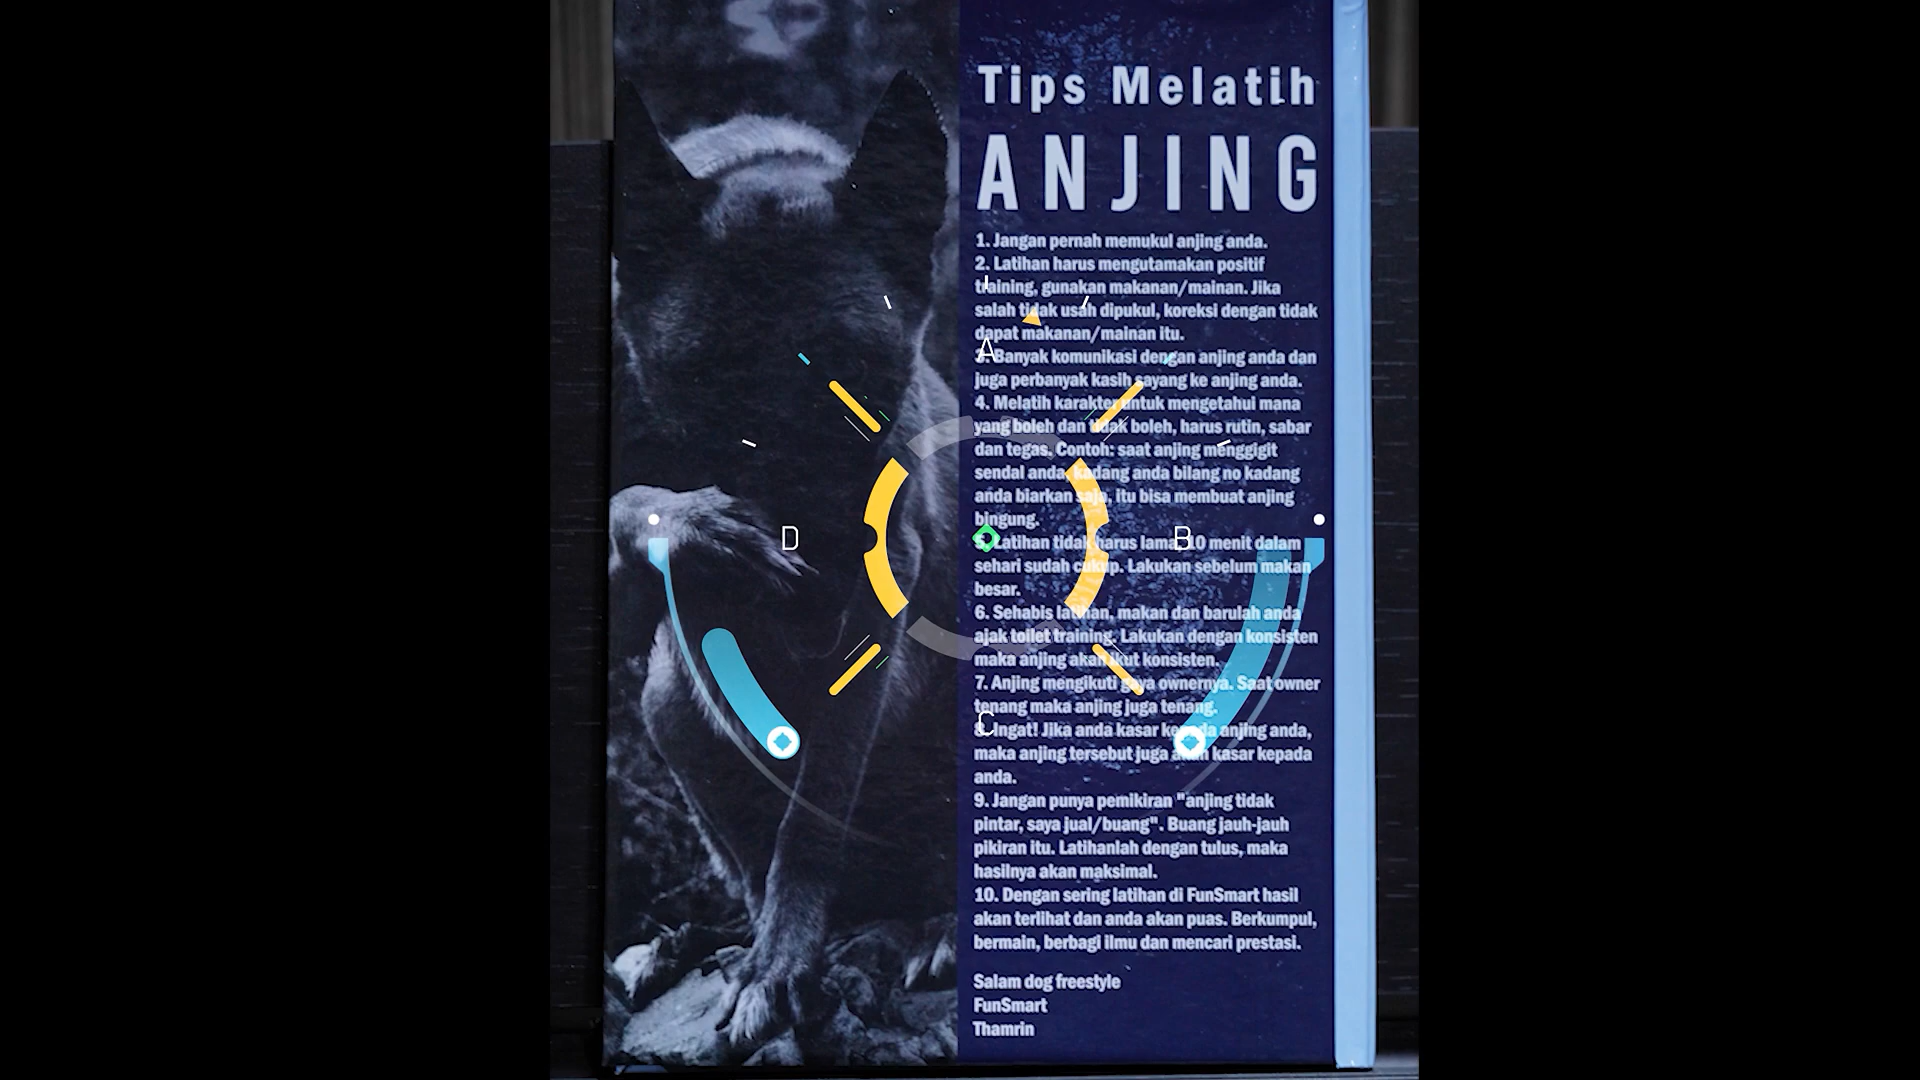 Tips Melatih
ANJING
1. Jangan pernah memukul anjing anda.
2. Latihan harus mengutamakan positif
training, gunakan makanan/mainan. Jika
salah tidak usah dipukul, koreksi dengan tidak
dapat makanan/mainan itu.
A
3. Banyak komunikasi dengan anjing anda dan
juga perbanyak kasih sayang ke anjing anda.
4. Melatih karakter untuk mengetahui mana
yang boleh dan tidak boleh, harus rutin, sabar
dan tegas. Contoh: saat anjing menggigit
sendal anda, kadang anda bilang no kadang
anda biarkan saja, itu bisa membuat anjing
bingung.
D
B
5. Latihan tidak harus lama, 10 menit dalam
sehari sudah cukup. Lakukan sebelum makan
besar.
6. Sehabis latihan, makan dan barulah anda
ajak toilet training. Lakukan dengan konsisten
maka anjing akan ikut konsisten.
7. Anjing mengikuti gaya ownernya. Saat owner
tenang maka anjing juga tenang.
C
8. Ingat! Jika anda kasar kepada anjing anda,
maka anjing tersebut juga akan kasar kepada
anda.
9. Jangan punya pemikiran "anjing tidak
pintar, saya jual/buang". Buang jauh-jauh
pikiran itu. Latihanlah dengan tulus, maka
hasilnya akan maksimal.
10. Dengan sering latihan di FunSmart hasil
akan terlihat dan anda akan puas. Berkumpul,
bermain, berbagi ilmu dan mencari prestasi.
Salam dog freestyle
FunSmart
Thamrin